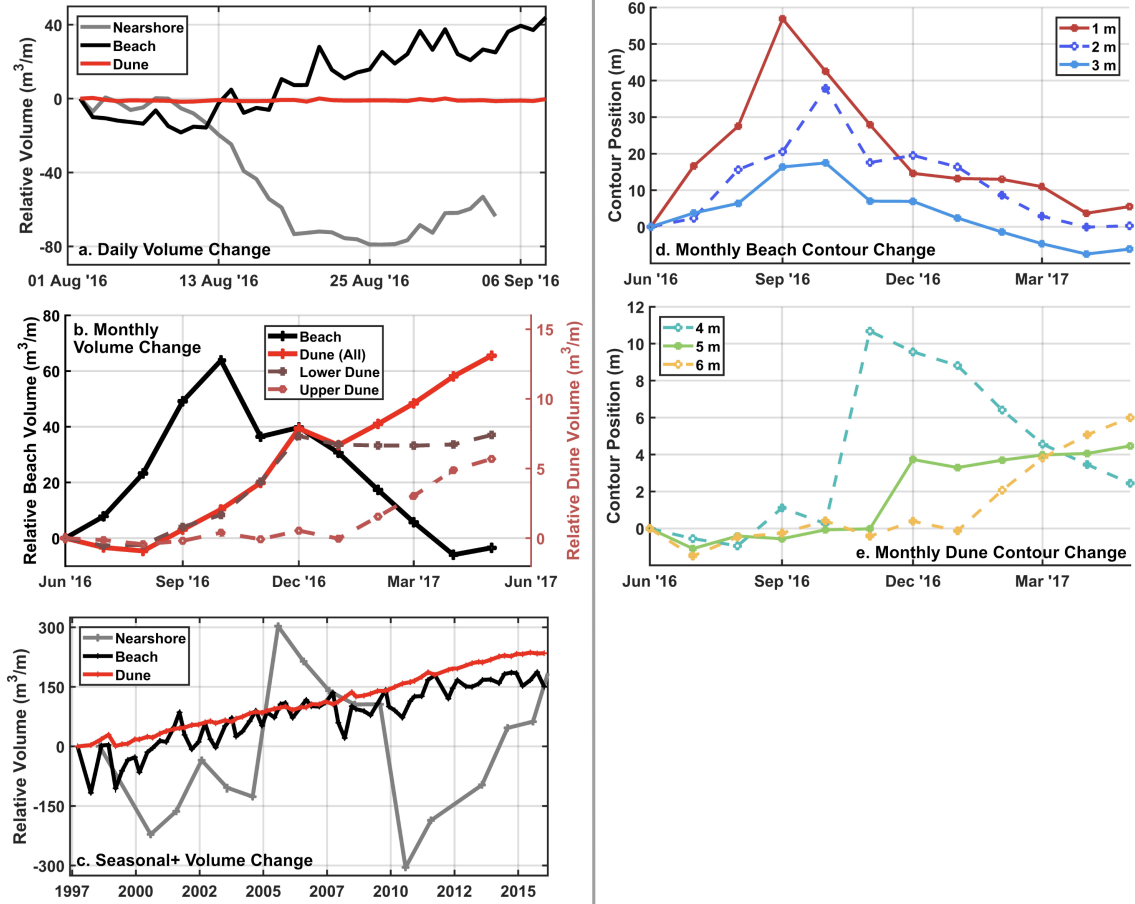 Relative Volume (m³/m)
40
0
-40
-80
Nearshore
Beach
Dune
a. Daily Volume Change
01 Aug '16
13 Aug '16
25 Aug '16
06 Sep '16
Relative Beach Volume (m³/m)
80
60
40
20
0
b. Monthly
Volume Change
Beach
Dune (All)
Lower Dune
Upper Dune
15
10
5
0
Relative Dune Volume (m³/m)
Jun '16
Sep '16
Dec '16
Mar '17
Jun '17
Relative Volume (m³/m)
300
150
0
-150
-300
Nearshore
Beach
Dune
c. Seasonal+ Volume Change
1997
2000
2002
2005
2007
2010
2012
2015
Contour Position (m)
60
50
40
30
20
10
0
1 m
2 m
3 m
d. Monthly Beach Contour Change
Jun '16
Sep '16
Dec '16
Mar '17
Contour Position (m)
12
10
8
6
4
2
0
4 m
5 m
6 m
e. Monthly Dune Contour Change
Jun '16
Sep '16
Dec '16
Mar '17